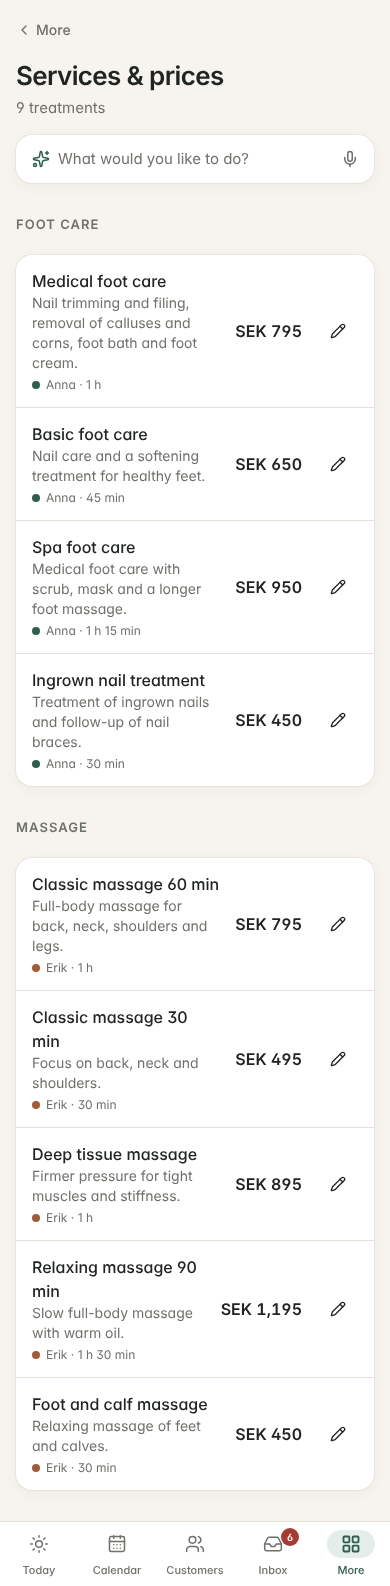 More
Services & prices
9 treatments
What would you like to do?
FOOT CARE
Medical foot care
Nail trimming and filing,
removal of calluses and
corns, foot bath and foot
cream.
Anna · 1 h
SEK 795
Basic foot care
Nail care and a softening
treatment for healthy feet.
Anna · 45 min
SEK 650
Spa foot care
Medical foot care with
scrub, mask and a longer
foot massage.
Anna · 1 h 15 min
SEK 950
Ingrown nail treatment
Treatment of ingrown nails
and follow-up of nail
braces.
Anna · 30 min
SEK 450
MASSAGE
Classic massage 60 min
Full-body massage for
back, neck, shoulders and
legs.
Erik · 1 h
SEK 795
Classic massage 30
min
Focus on back, neck and
shoulders.
Erik · 30 min
SEK 495
Deep tissue massage
Firmer pressure for tight
muscles and stiffness.
Erik · 1 h
SEK 895
Relaxing massage 90
min
Slow full-body massage
with warm oil.
Erik · 1 h 30 min
SEK 1,195
Foot and calf massage
Relaxing massage of feet
and calves.
Erik · 30 min
SEK 450
6
Today
Calendar
Customers
Inbox
More